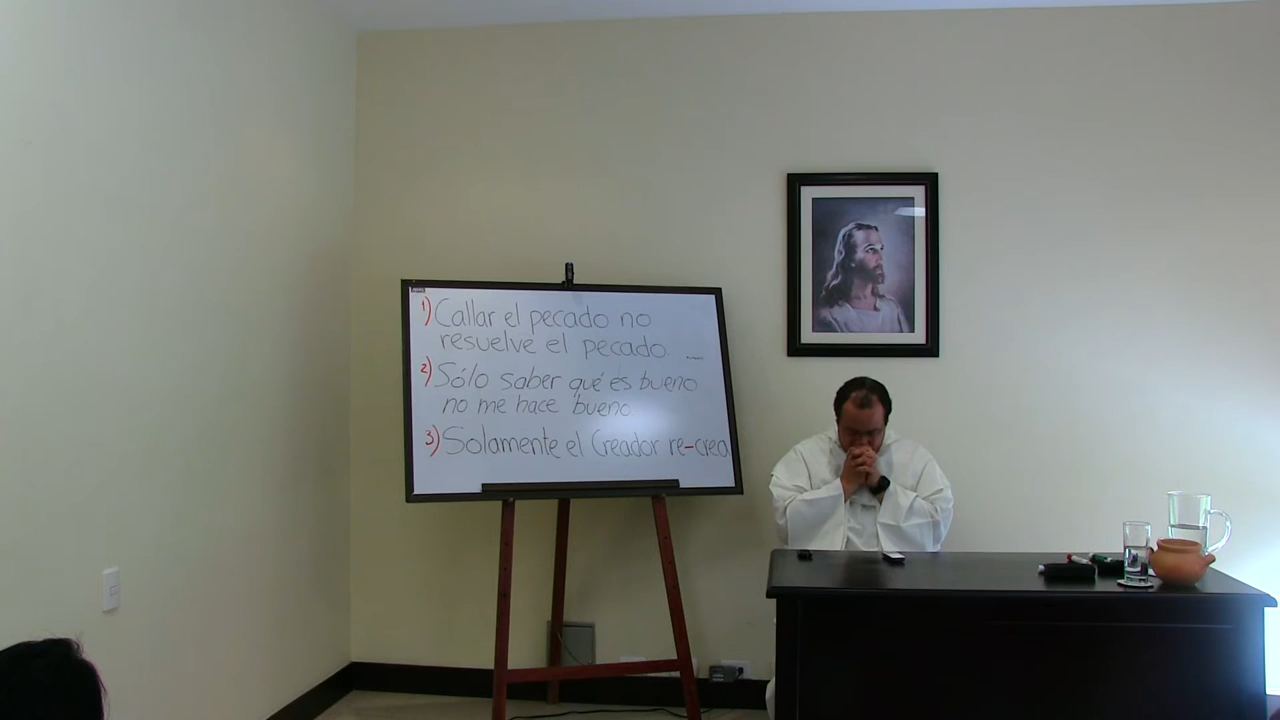 1) Callar el pecado no
resuelve el pecado.
2) Sólo saber qué es bueno
no me hace bueno.
3) Solamente el Creador re-crea.